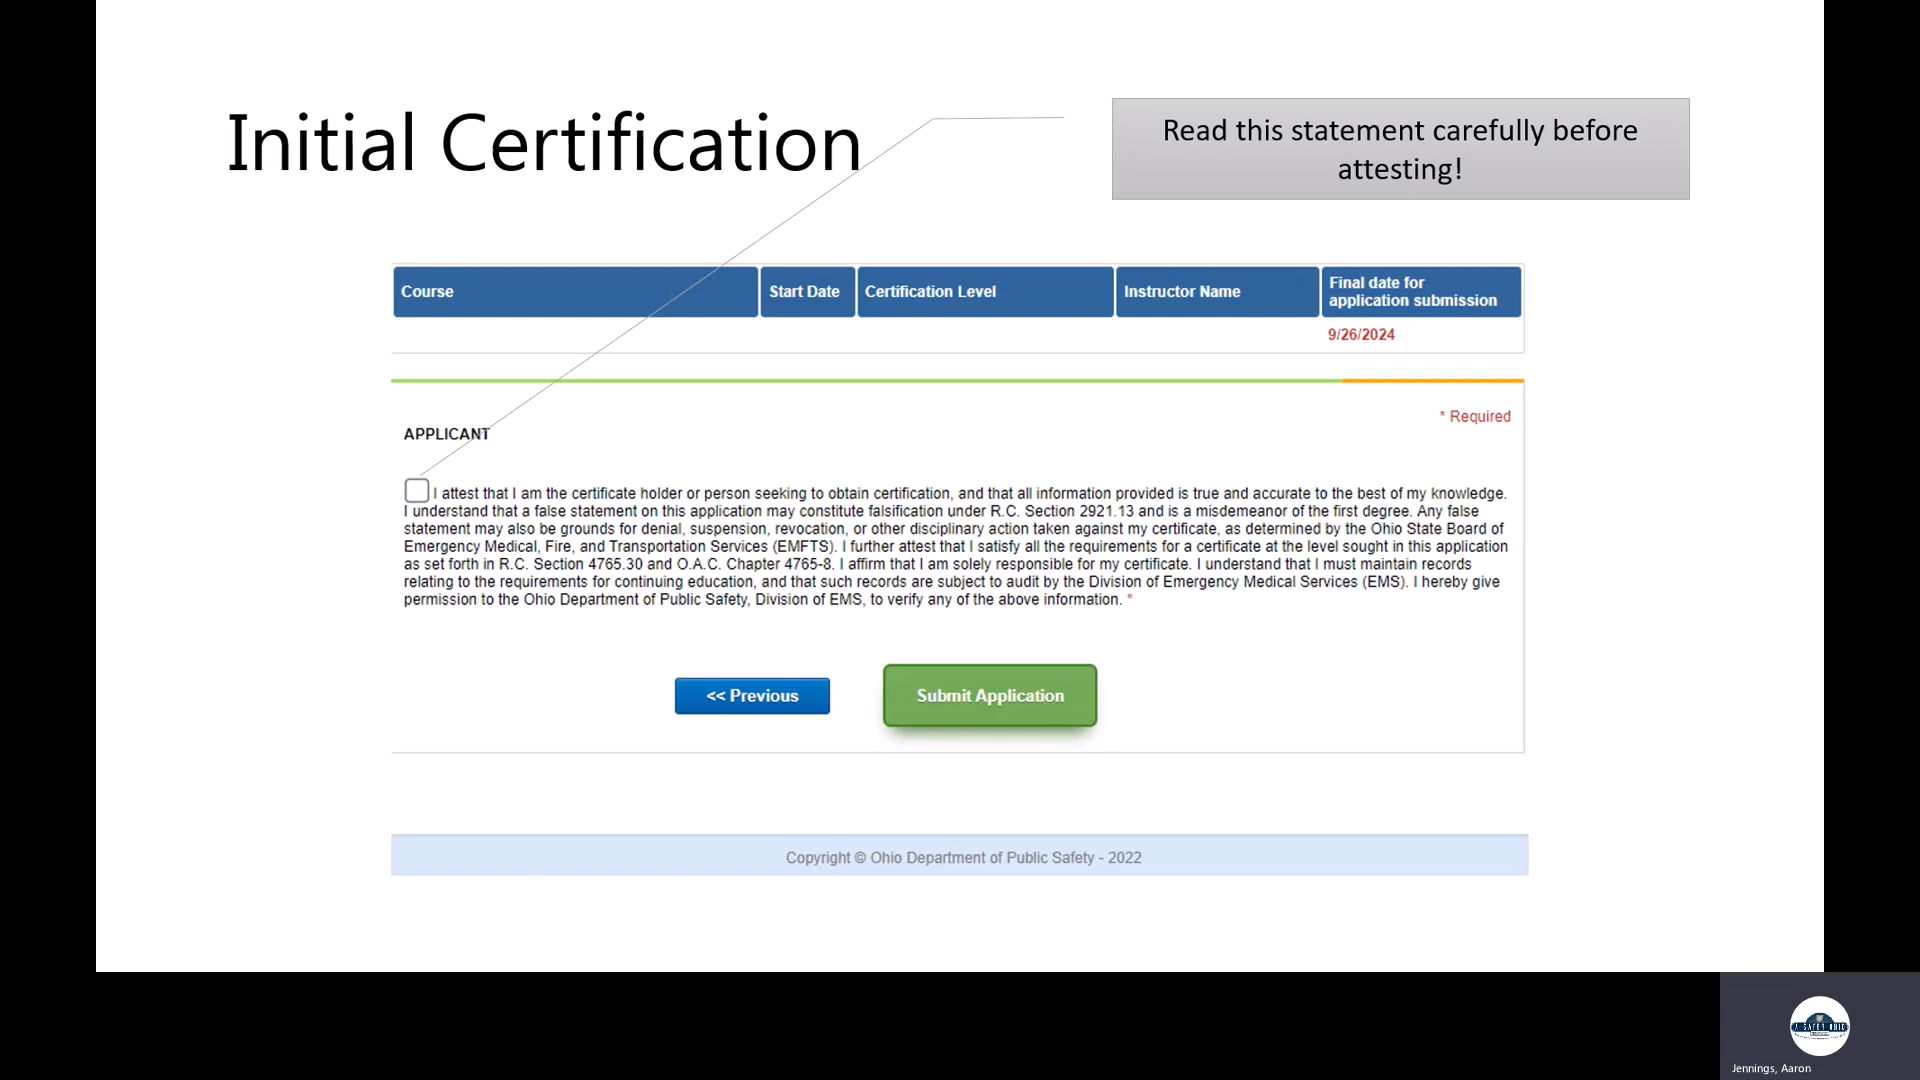 Initial Certification
Read this statement carefully before
attesting!
Course
Start Date
Certification Level
Instructor Name
Final date for
application submission
9/26/2024
* Required
APPLICANT
I attest that I am the certificate holder or person seeking to obtain certification, and that all information provided is true and accurate to the best of my knowledge.
I understand that a false statement on this application may constitute falsification under R.C. Section 2921.13 and is a misdemeanor of the first degree. Any false
statement may also be grounds for denial, suspension, revocation, or other disciplinary action taken against my certificate, as determined by the Ohio State Board of
Emergency Medical, Fire, and Transportation Services (EMFTS). I further attest that I satisfy all the requirements for a certificate at the level sought in this application
as set forth in R.C. Section 4765.30 and O.A.C. Chapter 4765-8. I affirm that I am solely responsible for my certificate. I understand that I must maintain records
relating to the requirements for continuing education, and that such records are subject to audit by the Division of Emergency Medical Services (EMS). I hereby give
permission to the Ohio Department of Public Safety, Division of EMS, to verify any of the above information. *
<< Previous
Submit Application
Copyright © Ohio Department of Public Safety - 2022
Jennings, Aaron